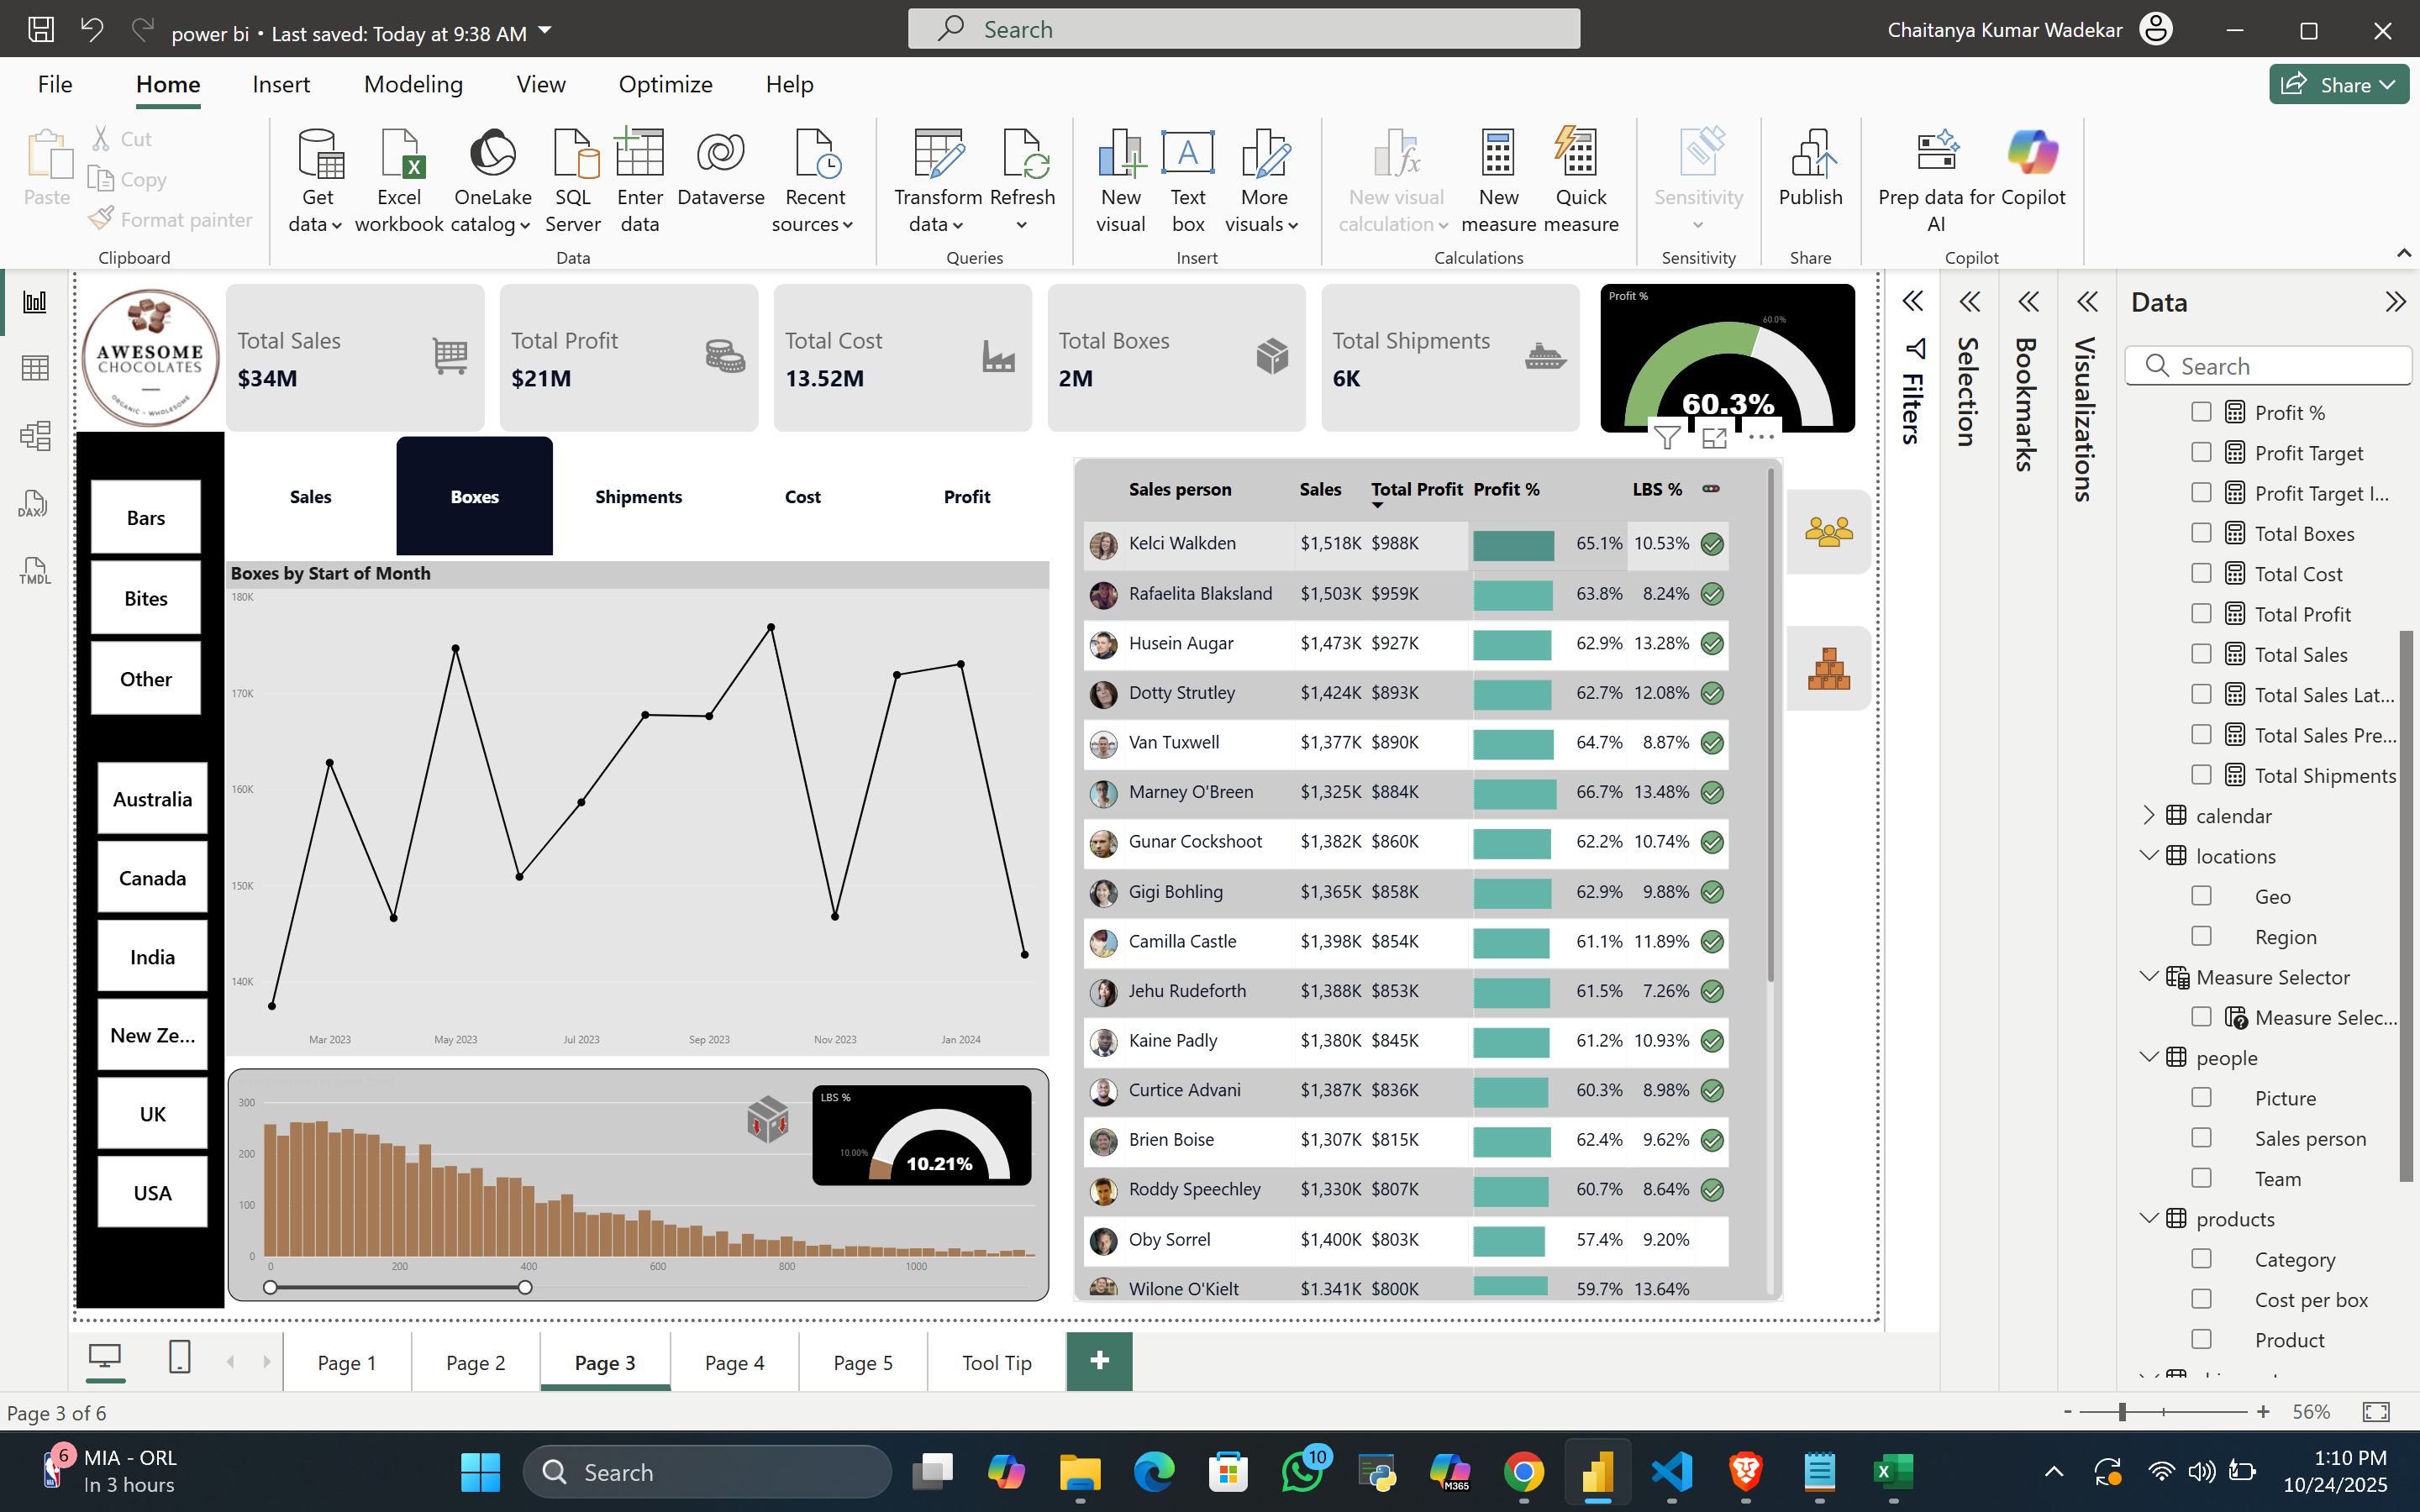 power bi • Last saved: Today at 9:38 AM
Search
Chaitanya Kumar Wadekar
File
Home
Insert
Modeling
View
Optimize
Help
Share
Paste
Cut
Copy
Format painter
Clipboard
Get data
Excel workbook
OneLake catalog
SQL Server
Enter data
Dataverse
Recent sources
Data
Transform data
Refresh
Queries
New visual
Text box
More visuals
Insert
New visual calculation
New measure
Quick measure
Calculations
Sensitivity
Sensitivity
Publish
Share
Prep data for AI
Copilot
Copilot
DAX
TMDL
AWESOME
CHOCOLATES
ORGANIC - WHOLESOME
Total Sales
$34M
Total Profit
$21M
Total Cost
13.52M
Total Boxes
2M
Total Shipments
6K
Profit %
60.0%
60.3%
Bars
Bites
Other
Australia
Canada
India
New Ze...
UK
USA
Sales
Boxes
Shipments
Cost
Profit
Boxes by Start of Month
180K
170K
160K
150K
140K
Mar 2023
May 2023
Jul 2023
Sep 2023
Nov 2023
Jan 2024
300
200
100
0
0
200
400
600
800
1000
LBS %
10.00%
10.21%
Sales person Sales Total Profit Profit % LBS %
Kelci Walkden $1,518K $988K 65.1% 10.53%
Rafaelita Blaksland $1,503K $959K 63.8% 8.24%
Husein Augar $1,473K $927K 62.9% 13.28%
Dotty Strutley $1,424K $893K 62.7% 12.08%
Van Tuxwell $1,377K $890K 64.7% 8.87%
Marney O'Breen $1,325K $884K 66.7% 13.48%
Gunar Cockshoot $1,382K $860K 62.2% 10.74%
Gigi Bohling $1,365K $858K 62.9% 9.88%
Camilla Castle $1,398K $854K 61.1% 11.89%
Jehu Rudeforth $1,388K $853K 61.5% 7.26%
Kaine Padly $1,380K $845K 61.2% 10.93%
Curtice Advani $1,387K $836K 60.3% 8.98%
Brien Boise $1,307K $815K 62.4% 9.62%
Roddy Speechley $1,330K $807K 60.7% 8.64%
Oby Sorrel $1,400K $803K 57.4% 9.20%
Wilone O'Kielt $1,341K $800K 59.7% 13.64%
Filters
Selection
Bookmarks
Visualizations
Data
Search
Profit %
Profit Target
Profit Target I...
Total Boxes
Total Cost
Total Profit
Total Sales
Total Sales Lat...
Total Sales Pre...
Total Shipments
calendar
locations
Geo
Region
Measure Selector
Measure Selec...
people
Picture
Sales person
Team
products
Category
Cost per box
Product
Page 1
Page 2
Page 3
Page 4
Page 5
Tool Tip
+
Page 3 of 6
- + 56%
6
MIA - ORL
In 3 hours
Search
10
M365
1:10 PM
10/24/2025